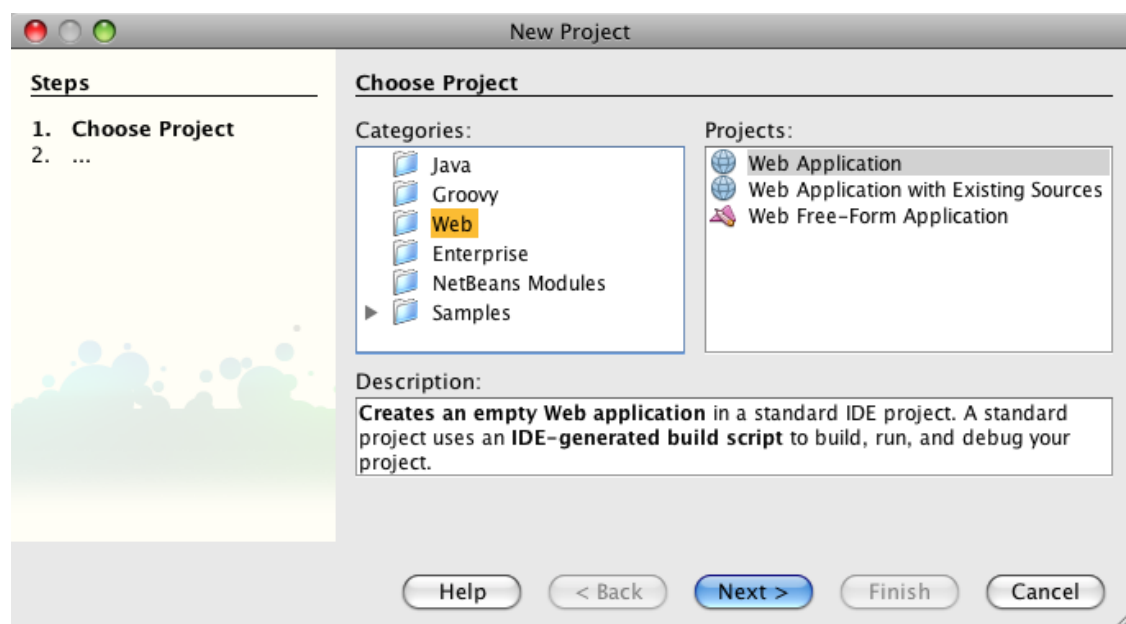 New Project
Steps
1. Choose Project
2. ...
Choose Project
Categories:
Java
Groovy
Web
Enterprise
NetBeans Modules
Samples
Projects:
Web Application
Web Application with Existing Sources
Web Free-Form Application
Description:
Creates an empty Web application in a standard IDE project. A standard
project uses an IDE-generated build script to build, run, and debug your
project.
Help
< Back
Next >
Finish
Cancel